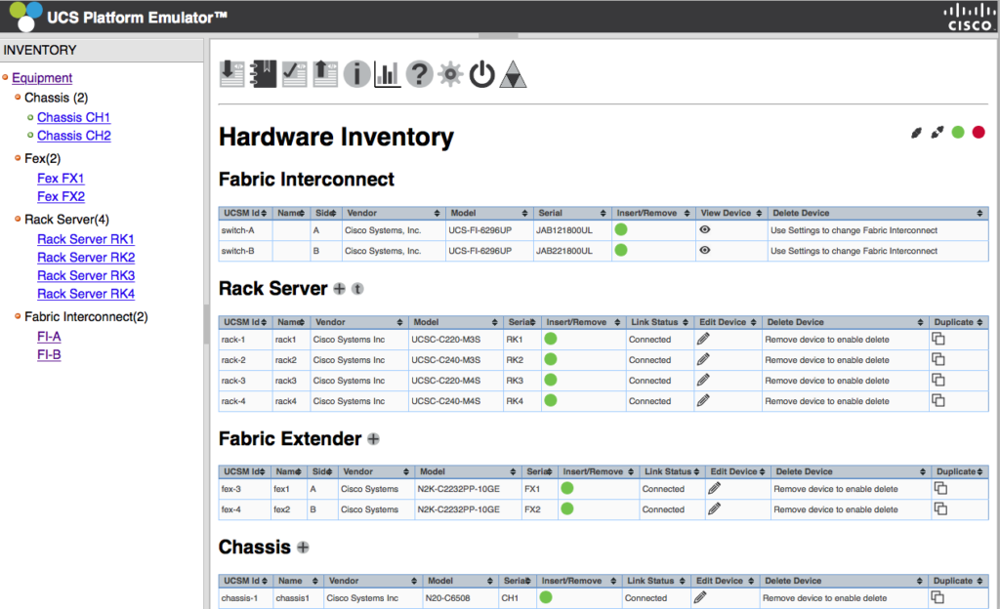 UCS Platform Emulator™
CISCO
INVENTORY
Equipment
Chassis (2)
Chassis CH1
Chassis CH2
Fex(2)
Fex FX1
Fex FX2
Rack Server(4)
Rack Server RK1
Rack Server RK2
Rack Server RK3
Rack Server RK4
Fabric Interconnect(2)
FI-A
FI-B
Hardware Inventory
Fabric Interconnect
UCSM Id Name Side Vendor Model Serial Insert/Remove View Device Delete Device
switch-A A Cisco Systems, Inc. UCS-FI-6296UP JAB121800UL Use Settings to change Fabric Interconnect
switch-B B Cisco Systems, Inc. UCS-FI-6296UP JAB221800UL Use Settings to change Fabric Interconnect
Rack Server + t
UCSM Id Name Vendor Model Serial Insert/Remove Link Status Edit Device Delete Device Duplicate
rack-1 rack1 Cisco Systems Inc UCSC-C220-M3S RK1 Connected Remove device to enable delete
rack-2 rack2 Cisco Systems Inc UCSC-C240-M3S RK2 Connected Remove device to enable delete
rack-3 rack3 Cisco Systems Inc UCSC-C220-M4S RK3 Connected Remove device to enable delete
rack-4 rack4 Cisco Systems Inc UCSC-C240-M4S RK4 Connected Remove device to enable delete
Fabric Extender +
UCSM Id Name Side Vendor Model Serial Insert/Remove Link Status Edit Device Delete Device Duplicate
fex-3 fex1 A Cisco Systems N2K-C2232PP-10GE FX1 Connected Remove device to enable delete
fex-4 fex2 B Cisco Systems N2K-C2232PP-10GE FX2 Connected Remove device to enable delete
Chassis +
UCSM Id Name Vendor Model Serial Insert/Remove Link Status Edit Device Delete Device Duplicate
chassis-1 chassis1 Cisco Systems Inc N20-C6508 CH1 Connected Remove device to enable delete